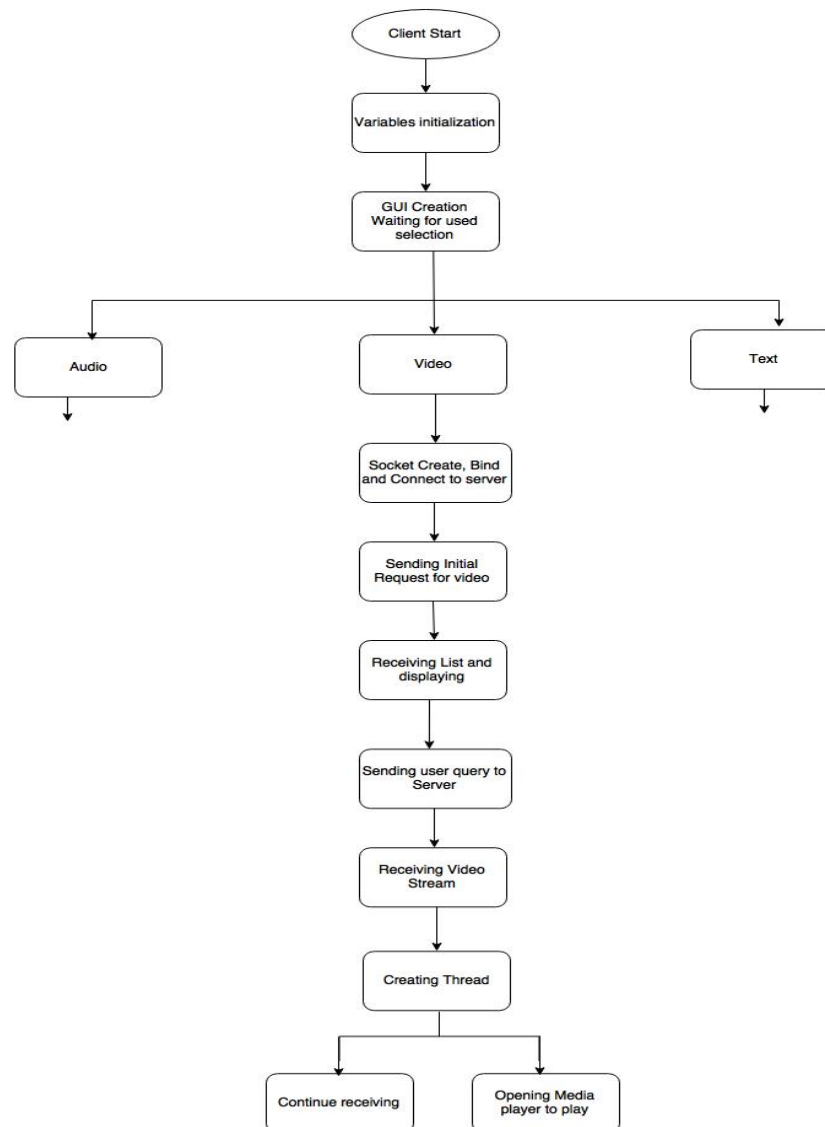 Client Start
Variables initialization
GUI Creation
Waiting for used
selection
Audio
Video
Text
Socket Create, Bind
and Connect to server
Sending Initial
Request for video
Receiving List and
displaying
Sending user query to
Server
Receiving Video
Stream
Creating Thread
Continue receiving
Opening Media
player to play